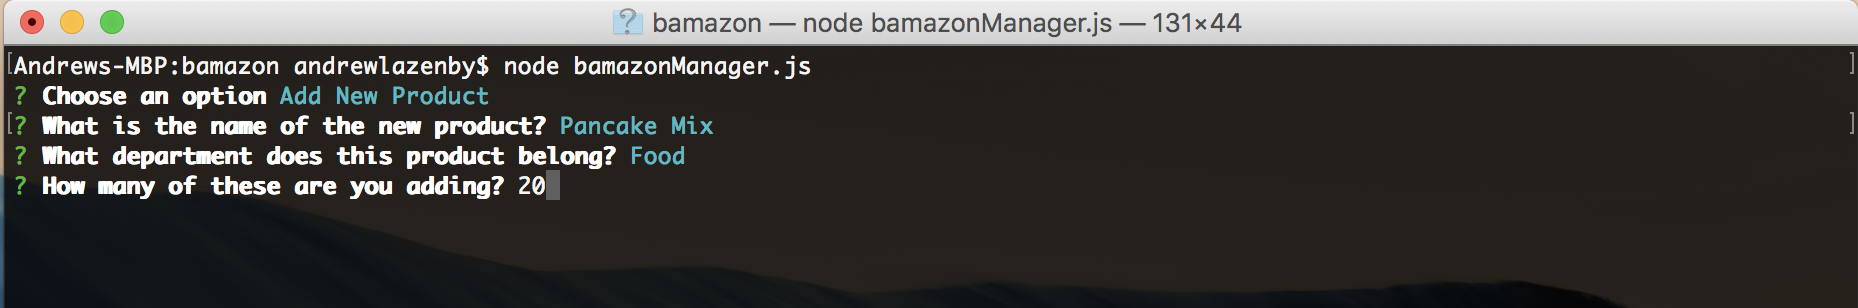 bamazon — node bamazonManager.js — 131×44
[Andrews-MBP:bamazon andrewlazenby$ node bamazonManager.js ]
? Choose an option Add New Product
[? What is the name of the new product? Pancake Mix ]
? What department does this product belong? Food
? How many of these are you adding? 20